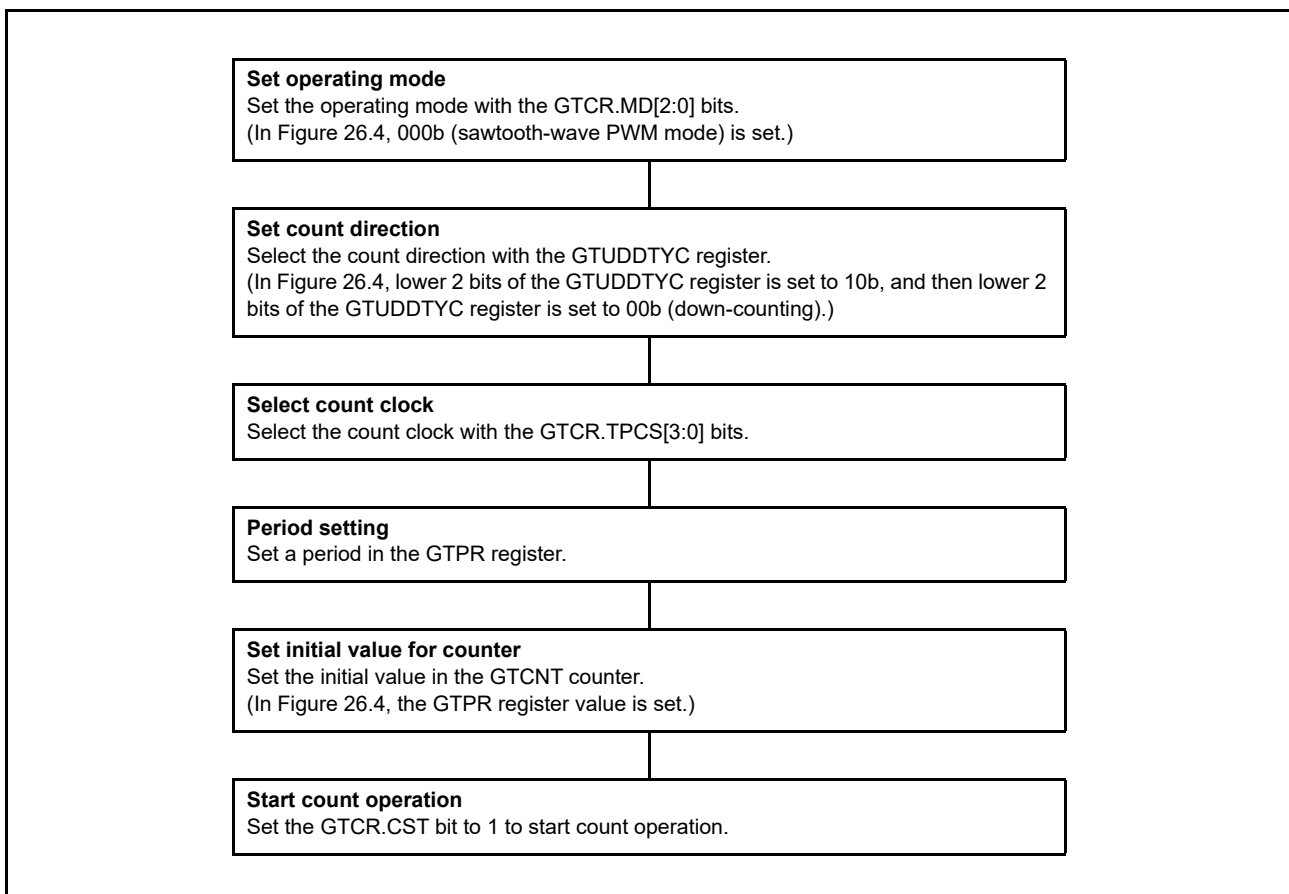 Set operating mode
Set the operating mode with the GTCR.MD[2:0] bits.
(In Figure 26.4, 000b (sawtooth-wave PWM mode) is set.)
Set count direction
Select the count direction with the GTUDDTYC register.
(In Figure 26.4, lower 2 bits of the GTUDDTYC register is set to 10b, and then lower 2
bits of the GTUDDTYC register is set to 00b (down-counting).)
Select count clock
Select the count clock with the GTCR.TPCS[3:0] bits.
Period setting
Set a period in the GTPR register.
Set initial value for counter
Set the initial value in the GTCNT counter.
(In Figure 26.4, the GTPR register value is set.)
Start count operation
Set the GTCR.CST bit to 1 to start count operation.